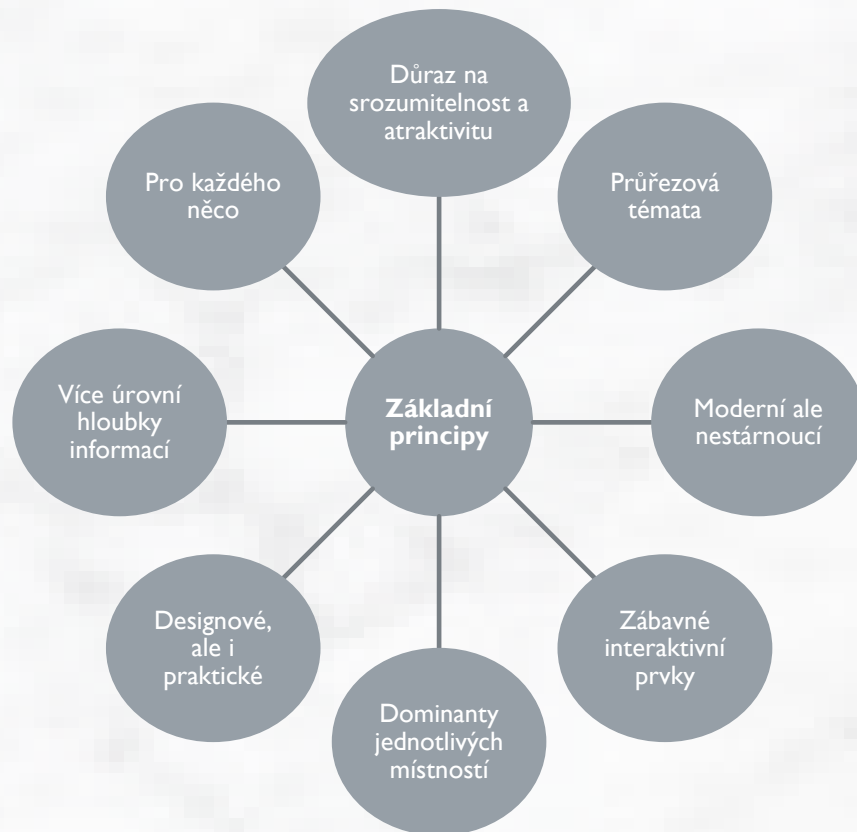 Důraz na
srozumitelnost a
atraktivitu
Průřezová
témata
Moderní ale
nestárnoucí
Zábavné
interaktivní
prvky
Dominanty
jednotlivých
místností
Designové,
ale i
praktické
Více úrovní
hloubky
informací
Pro každého
něco
Základní
principy